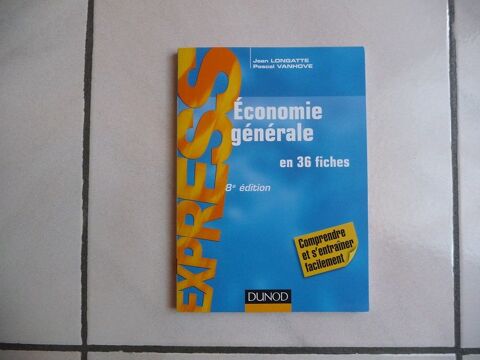 Jean LONGATTE
Pascal VANHOVE
EXPRESS
Économie
générale
en 36 fiches
8e édition
Comprendre
et s'entraîner
facilement
DUNOD